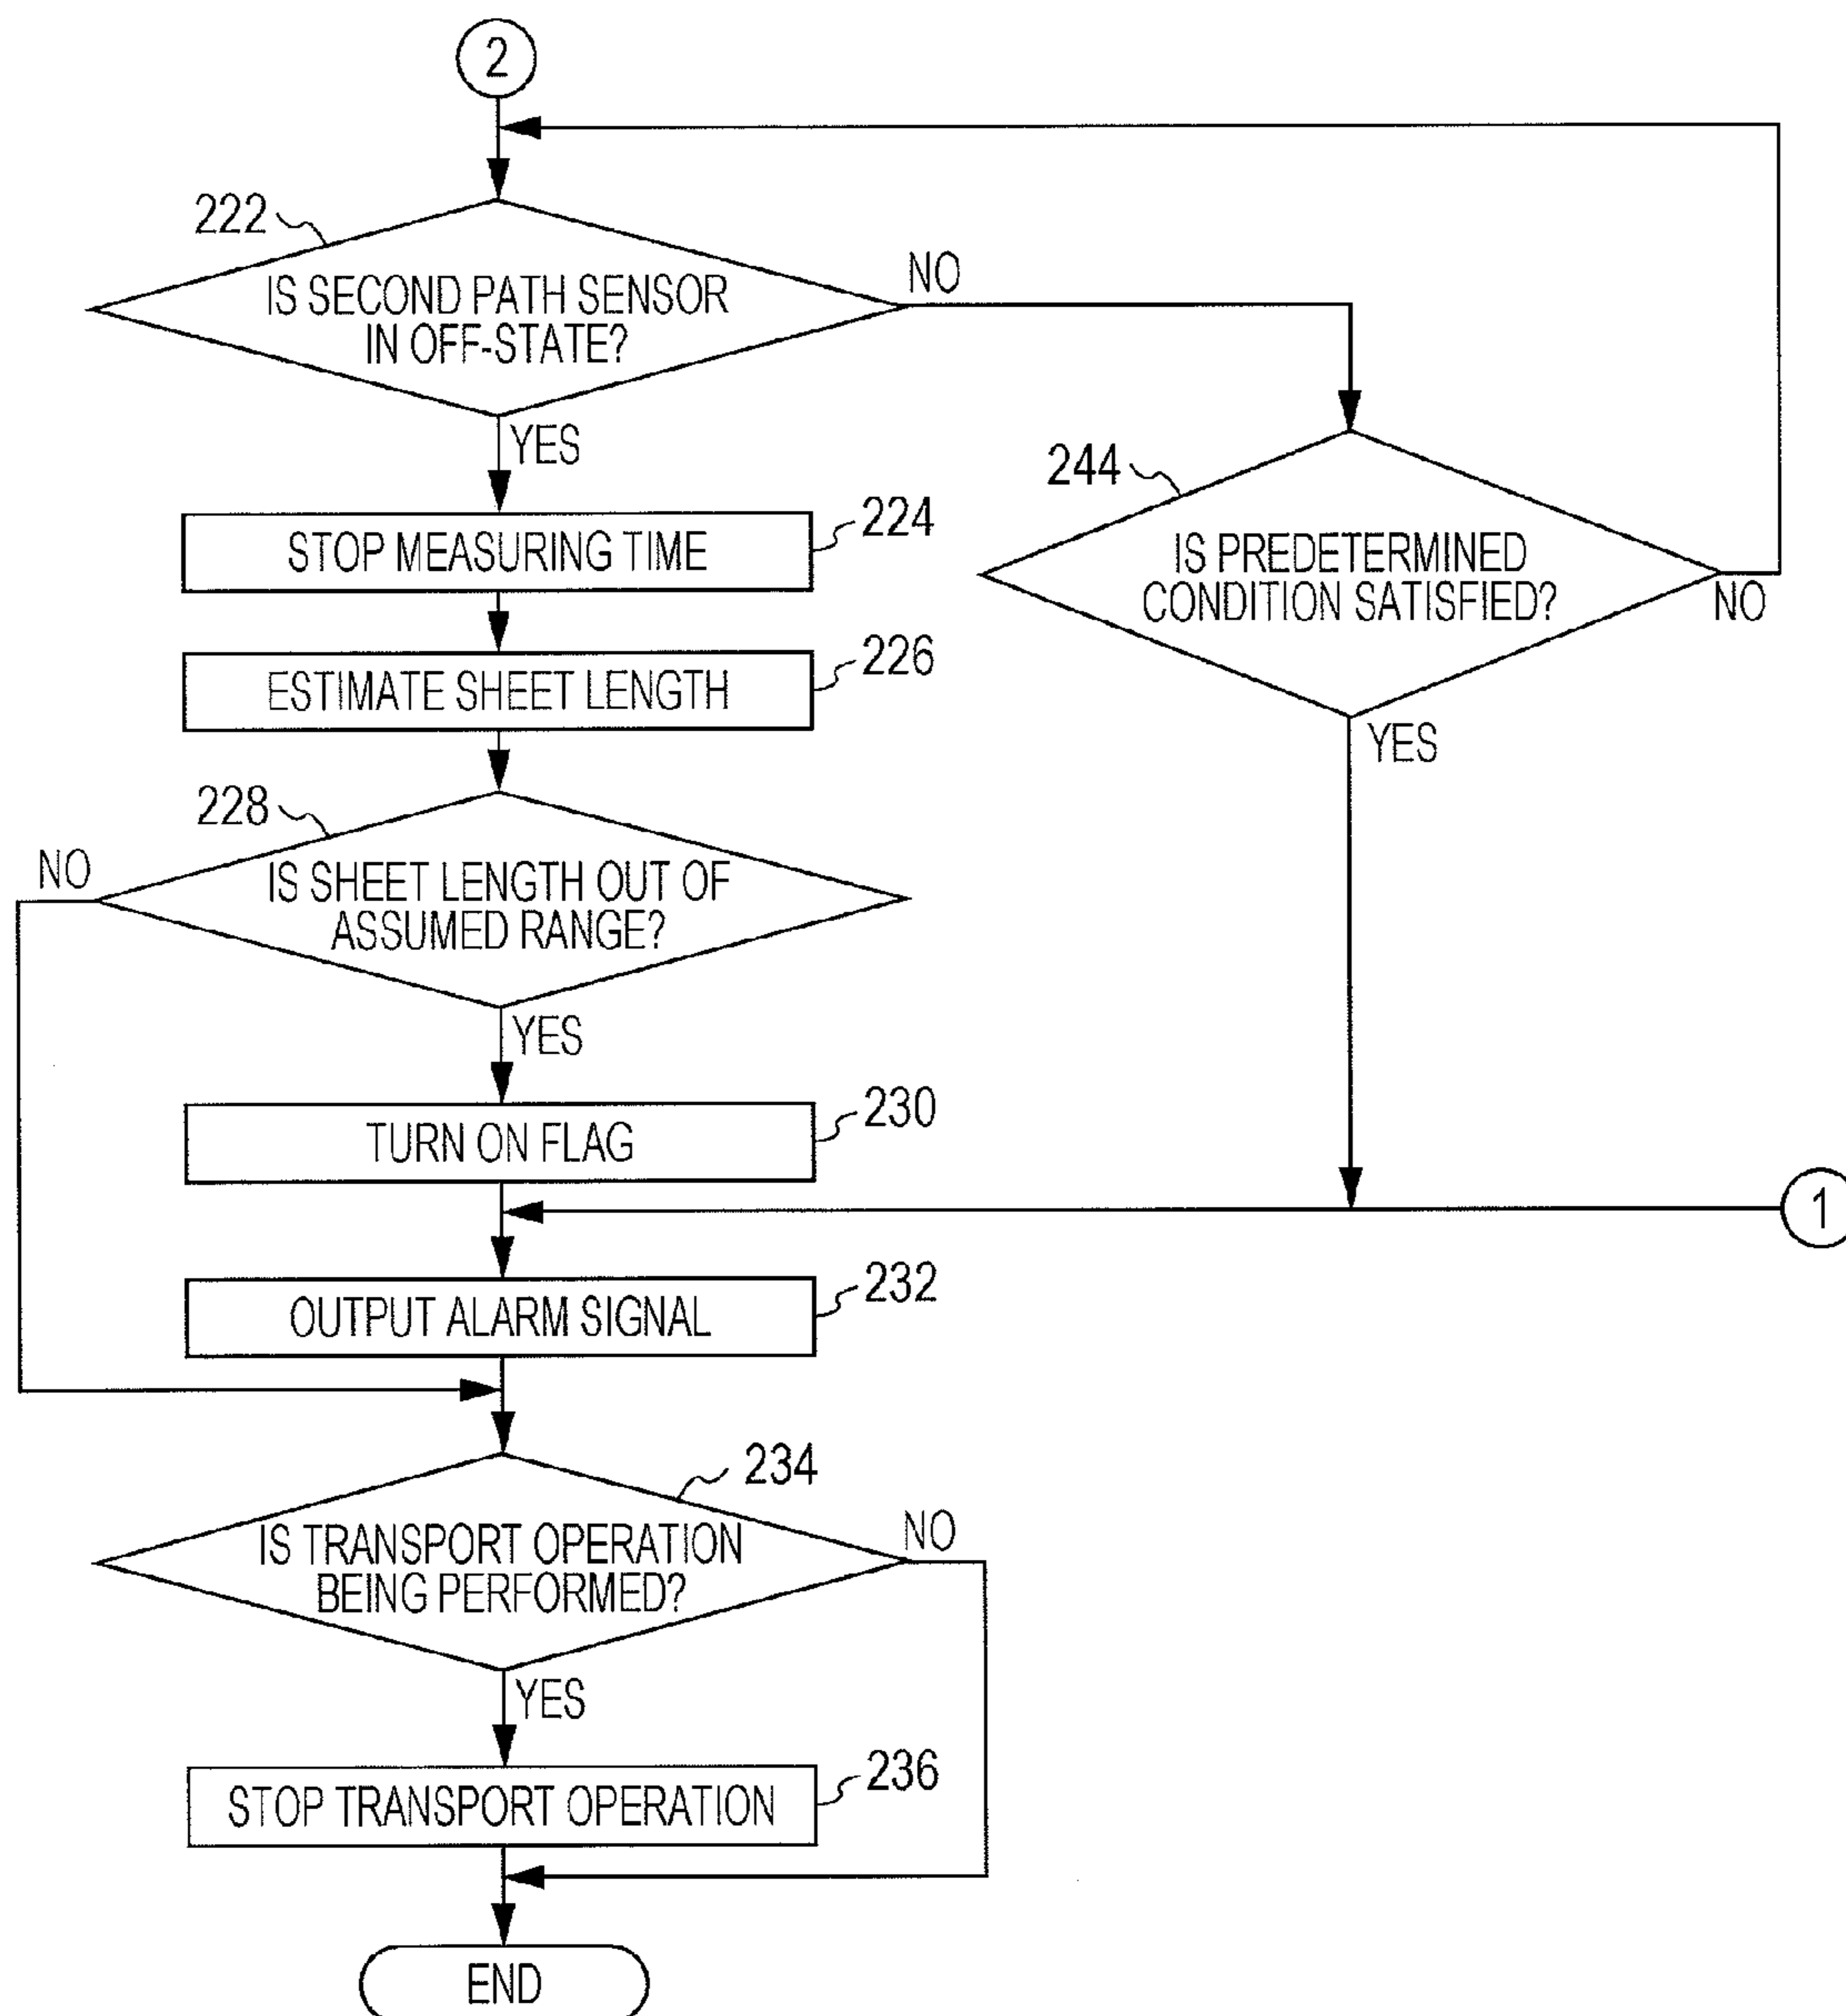 2
222
IS SECOND PATH SENSOR
IN OFF-STATE?
NO
YES
244
IS PREDETERMINED
CONDITION SATISFIED?
NO
YES
STOP MEASURING TIME
224
ESTIMATE SHEET LENGTH
226
228
NO
IS SHEET LENGTH OUT OF
ASSUMED RANGE?
YES
TURN ON FLAG
230
1
OUTPUT ALARM SIGNAL
232
234
IS TRANSPORT OPERATION
BEING PERFORMED?
NO
YES
STOP TRANSPORT OPERATION
236
END